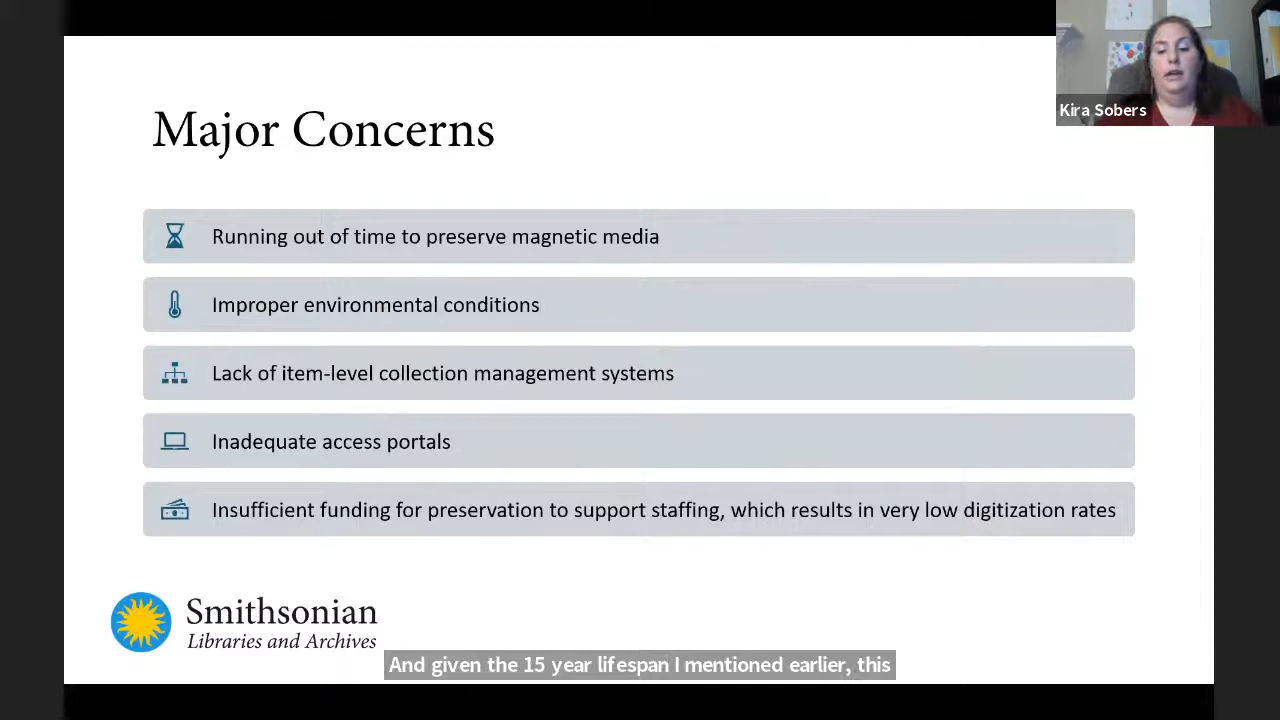 Kira Sobers
Major Concerns
Running out of time to preserve magnetic media
Improper environmental conditions
Lack of item-level collection management systems
Inadequate access portals
Insufficient funding for preservation to support staffing, which results in very low digitization rates
Smithsonian
Libraries and Archives
And given the 15 year lifespan I mentioned earlier, this